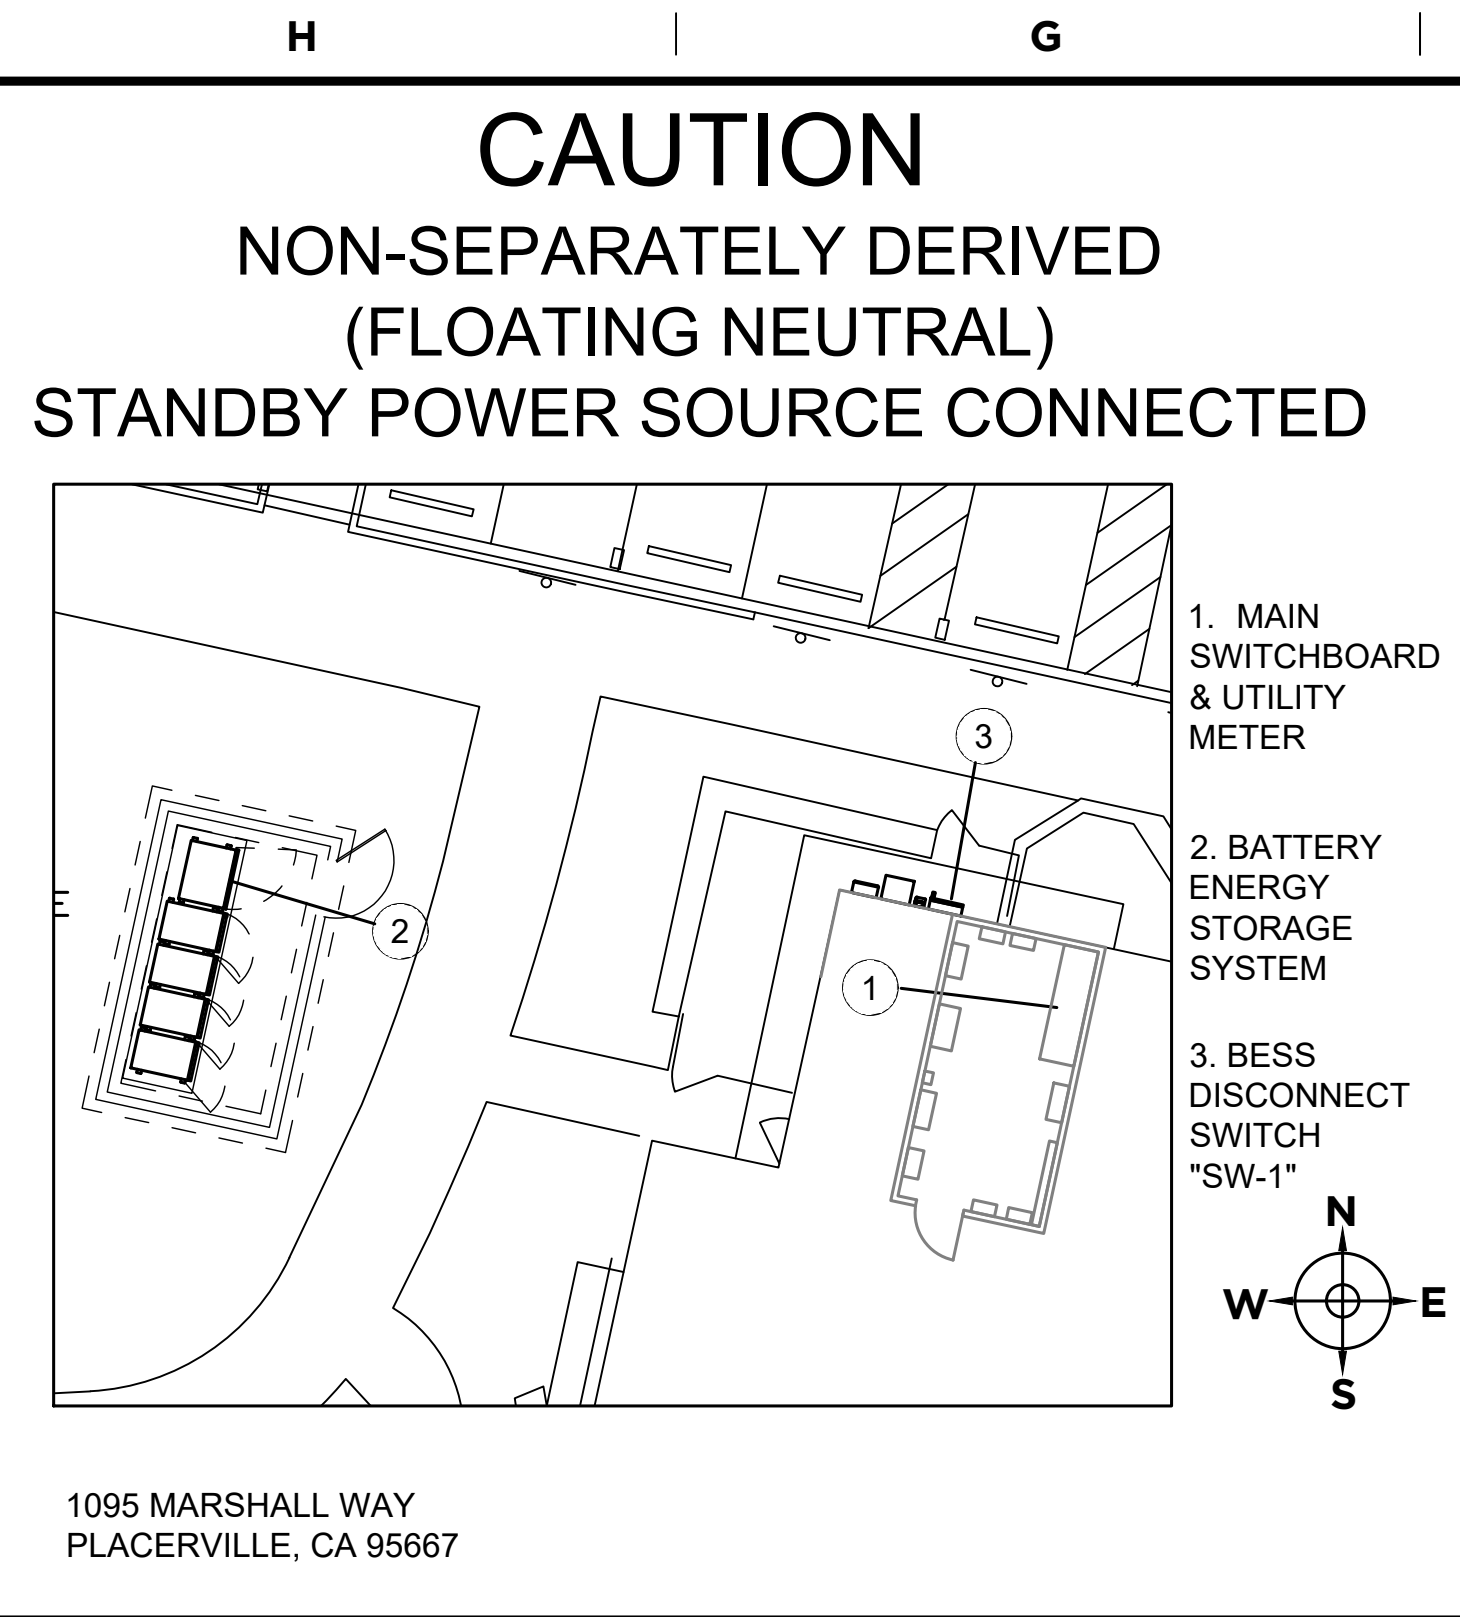 H
G
CAUTION
NON-SEPARATELY DERIVED
(FLOATING NEUTRAL)
STANDBY POWER SOURCE CONNECTED
1. MAIN
SWITCHBOARD
& UTILITY
METER
2. BATTERY
ENERGY
STORAGE
SYSTEM
3. BESS
DISCONNECT
SWITCH
"SW-1"
3
2
1
E
N
W
E
S
1095 MARSHALL WAY
PLACERVILLE, CA 95667